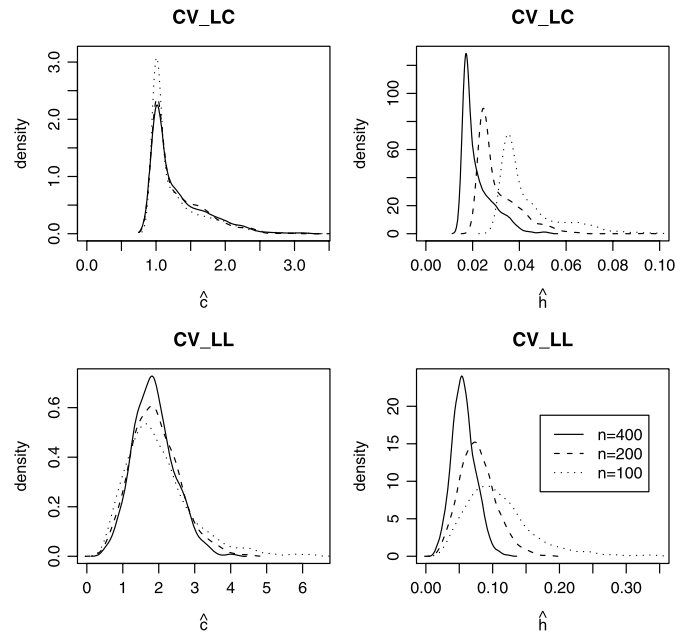 CV_LC
density
0.0 1.0 2.0 3.0
0.0 1.0 2.0 3.0
ĉ
CV_LC
density
0 20 60 100
0.00 0.02 0.04 0.06 0.08 0.10
ĥ
CV_LL
density
0.0 0.2 0.4 0.6
0 1 2 3 4 5 6
ĉ
CV_LL
density
0 5 10 15 20
0.00 0.10 0.20 0.30
ĥ
n=400
n=200
n=100